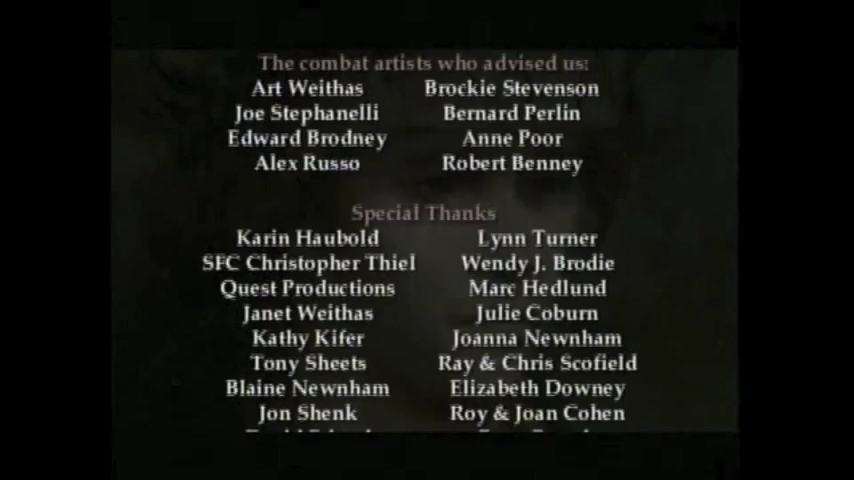 The combat artists who advised us:
Art Weithas Brockie Stevenson
Joe Stephanelli Bernard Perlin
Edward Brodney Anne Poor
Alex Russo Robert Benney
Special Thanks
Karin Haubold Lynn Turner
SFC Christopher Thiel Wendy J. Brodie
Quest Productions Marc Hedlund
Janet Weithas Julie Coburn
Kathy Kifer Joanna Newnham
Tony Sheets Ray & Chris Scofield
Blaine Newnham Elizabeth Downey
Jon Shenk Roy & Joan Cohen